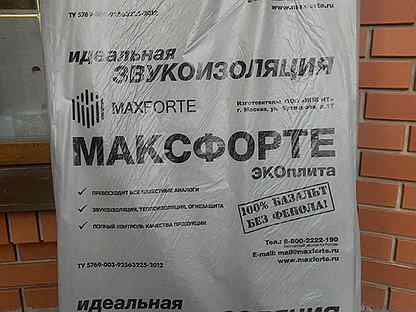 ТУ 5769-003-92563225-2012
www.maxforte.ru
идеальная
ЗВУКОИЗОЛЯЦИЯ
MAXFORTE
Изготовитель: ООО
г. Москва, ул.
МАКСФОРТЕ
ЭКОплита
ПРЕВОСХОДИТ ВСЕ ИЗВЕСТНЫЕ АНАЛОГИ
ЗВУКОИЗОЛЯЦИЯ, ТЕПЛОИЗОЛЯЦИЯ, ОГНЕЗАЩИТА
ПОЛНЫЙ КОНТРОЛЬ КАЧЕСТВА ПРОДУКЦИИ
100% БАЗАЛЬТ
БЕЗ ФЕНОЛА!
Тел.: 8-800-2222-190
E-mail: mail@maxforte.ru
www.maxforte.ru
ТУ 5769-003-92563225-2012
идеальная